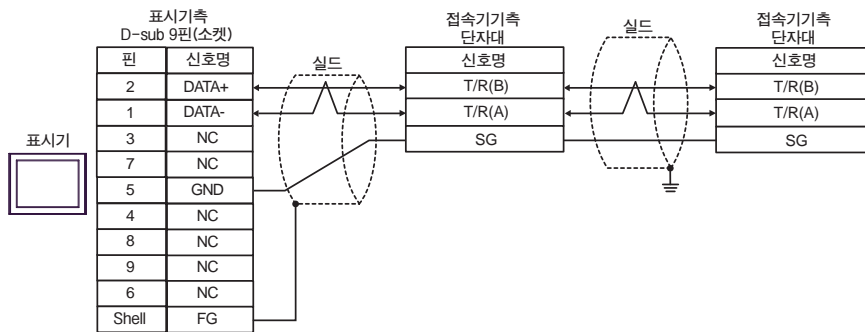 표시기측
D-sub 9핀(소켓)
핀 신호명
2 DATA+
1 DATA-
3 NC
7 NC
5 GND
4 NC
8 NC
9 NC
6 NC
Shell FG
표시기
실드
접속기기측
단자대
신호명
T/R(B)
T/R(A)
SG
실드
접속기기측
단자대
신호명
T/R(B)
T/R(A)
SG